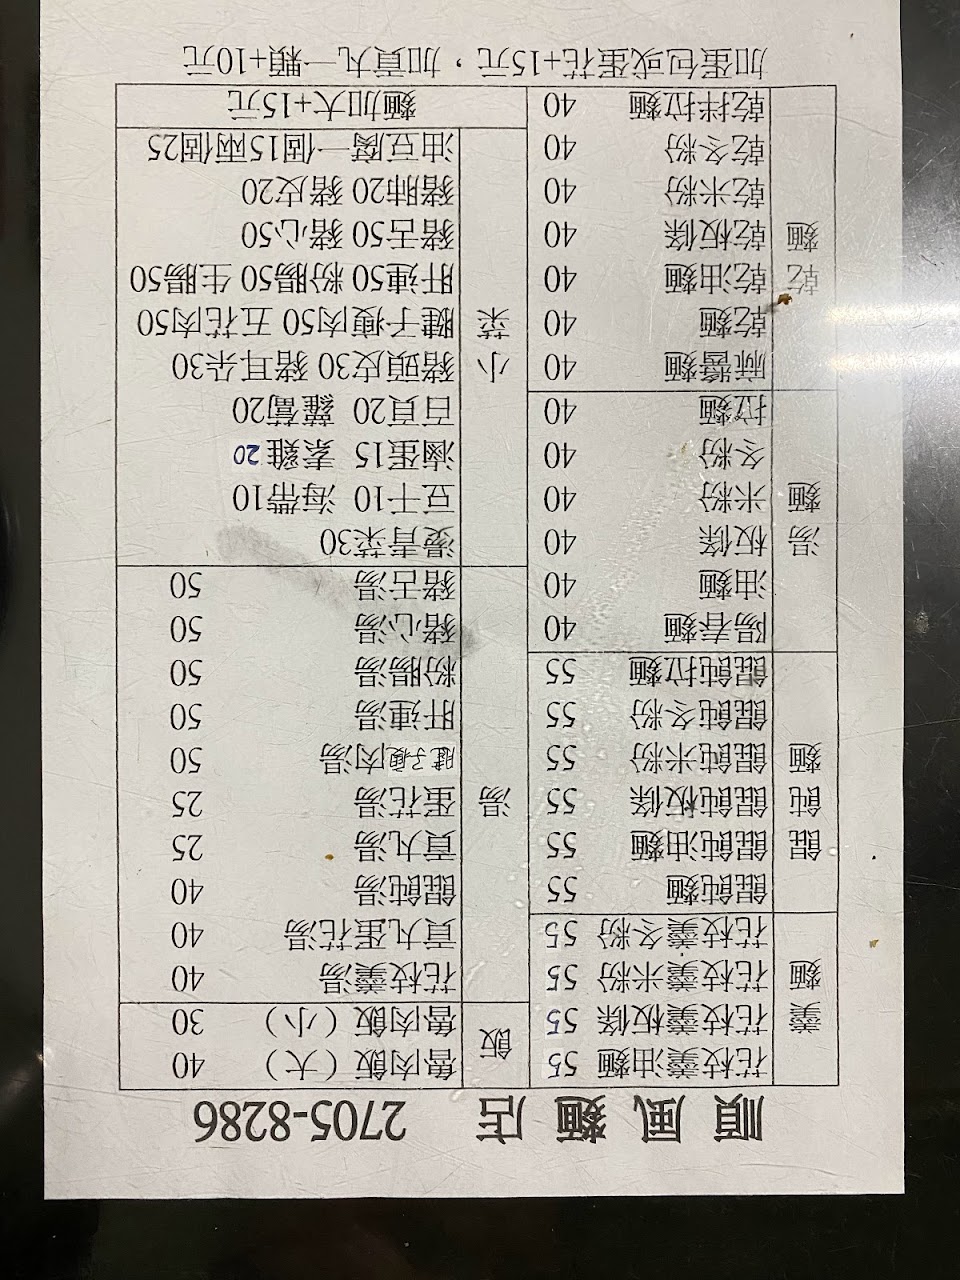 順風麵店 2705-8286
羹麵
花枝羹油麵 55
花枝羹板條 55
花枝羹米粉 55
花枝羹冬粉 55
餛飩麵
餛飩麵 55
餛飩油麵 55
餛飩板條 55
餛飩米粉 55
餛飩冬粉 55
餛飩拉麵 55
湯麵
陽春麵 40
油麵 40
板條 40
米粉 40
冬粉 40
拉麵 40
乾麵
麻醬麵 40
乾麵 40
乾油麵 40
乾板條 40
乾米粉 40
乾冬粉 40
乾拌拉麵 40
飯
魯肉飯(大) 40
魯肉飯(小) 30
湯
花枝羹湯 40
貢丸蛋花湯 40
餛飩湯 40
貢丸湯 25
蛋花湯 25
腱子瘦肉湯 50
肝連湯 50
粉腸湯 50
豬心湯 50
豬舌湯 50
小菜
燙青菜30
豆干10 海帶10
滷蛋15 素雞20
百頁20 蘿蔔20
豬頭皮30 豬耳朵30
腱子瘦肉50 五花肉50
肝連50 粉腸50 生腸50
豬舌50 豬心50
豬肺20 豬皮20
油豆腐一個15兩個25
麵加大+15元
加蛋包或蛋花+15元,加貢丸一顆+10元